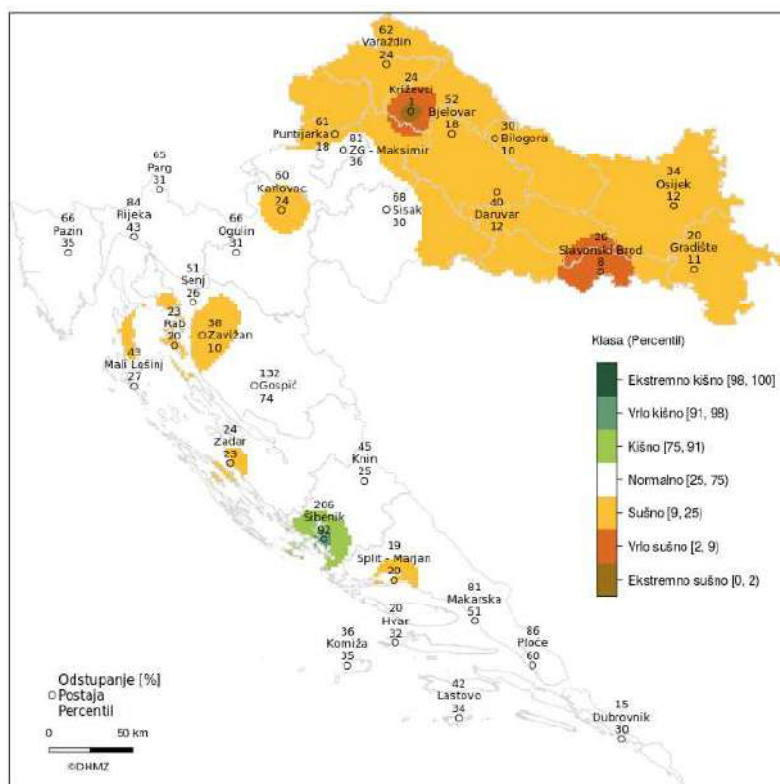 62
Varaždin
24
24
Križevci
1
52
Bjelovar
18
61
Puntijarka
18
81
ZG - Maksimir
36
30
Bilogora
10
65
Parg
31
60
Karlovac
24
68
Sisak
30
40
Daruvar
12
34
Osijek
12
84
Rijeka
43
66
Pazin
35
66
Ogulin
31
26
Slavonski Brod
8
20
Gradište
11
51
Senj
26
23
Rab
20
38
Zavižan
10
43
Mali Lošinj
27
132
Gospić
74
Klasa (Percentil)
Ekstremno kišno [98, 100]
Vrlo kišno [91, 98)
Kišno [75, 91)
Normalno [25, 75)
Sušno [9, 25)
Vrlo sušno [2, 9)
Ekstremno sušno [0, 2)
24
Zadar
23
45
Knin
25
206
Šibenik
92
19
Split - Marjan
20
81
Makarska
51
20
Hvar
32
36
Komiža
35
86
Ploče
60
42
Lastovo
34
15
Dubrovnik
30
Odstupanje [%]
Postaja
Percentil
0 50 km
©DHMZ